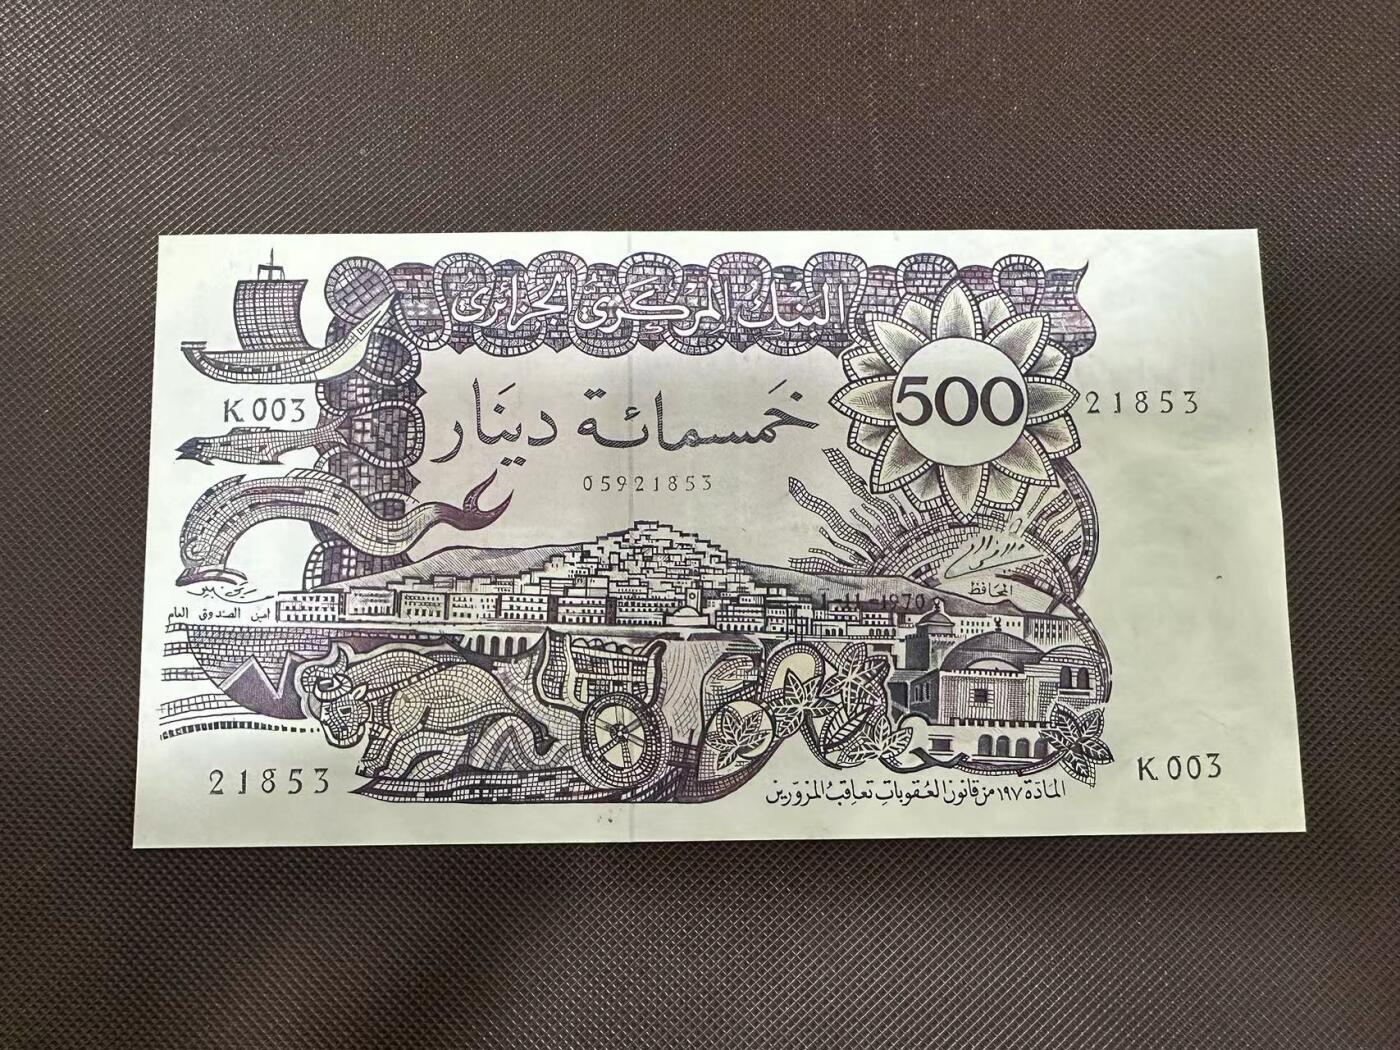 البنك المركزي الجزائري
500
K.003
خمسمائة دينار
21853
05921853
المحافظ
1-11-1970
امين الصندوق العام
21853
K.003
المادة ١٩٧ من قانون العقوبات تعاقب المزورين